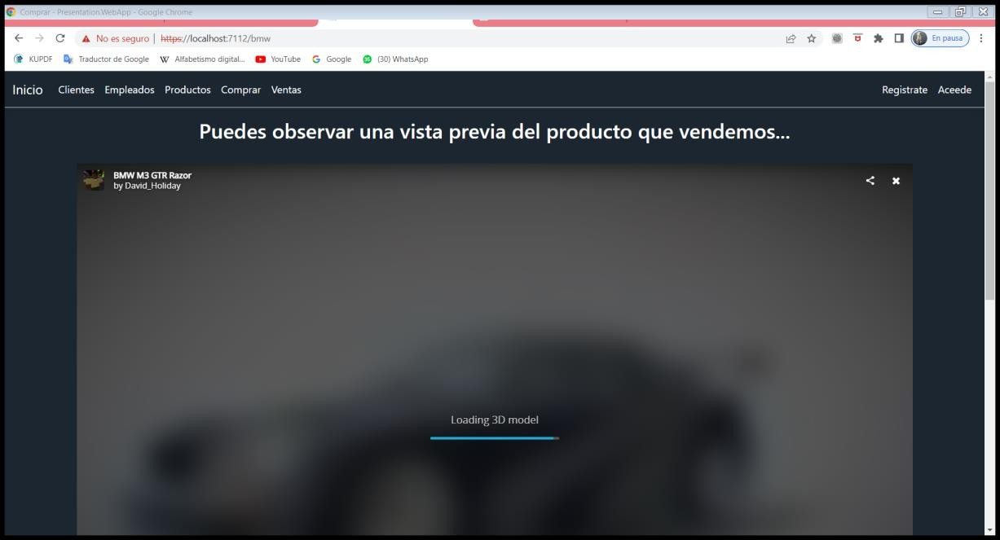 Comprar - Presentation.WebApp - Google Chrome
No es seguro | https://localhost:7112/bmw
En pausa
KUPDF Traductor de Google Alfabetismo digital... YouTube Google (30) WhatsApp
Inicio Clientes Empleados Productos Comprar Ventas Registrate Aceede
Puedes observar una vista previa del producto que vendemos...
BMW M3 GTR Razor
by David_Holiday
Loading 3D model